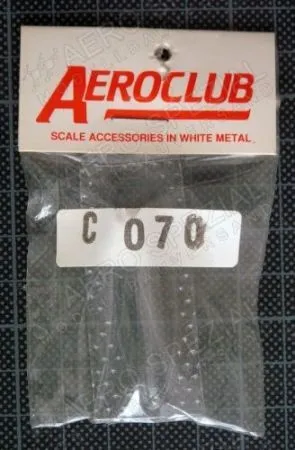 AEROCLUB
SCALE ACCESSORIES IN WHITE METAL
C 070